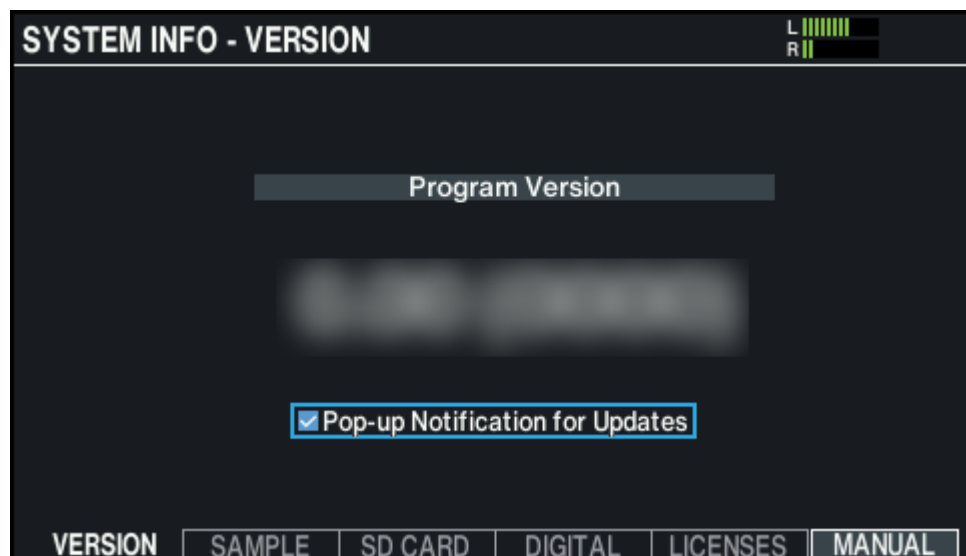 SYSTEM INFO - VERSION
L
R
Program Version
Pop-up Notification for Updates
VERSION SAMPLE SD CARD DIGITAL LICENSES MANUAL